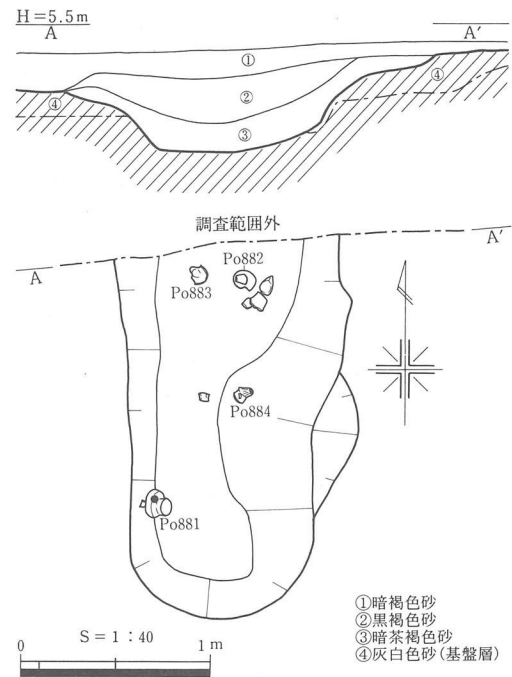 H=5.5m
A A′
①
④ ④
②
③
調査範囲外
A A′
Po882
Po883
Po884
Po881
①暗褐色砂
②黒褐色砂
③暗茶褐色砂
④灰白色砂(基盤層)
S=1:40
0 1m